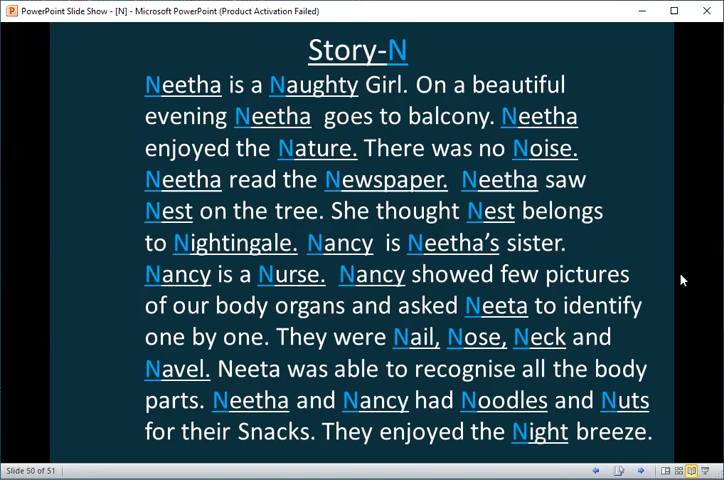 PowerPoint Slide Show - [N] - Microsoft PowerPoint (Product Activation Failed)
Story-N
Neetha is a Naughty Girl. On a beautiful
evening Neetha goes to balcony. Neetha
enjoyed the Nature. There was no Noise.
Neetha read the Newspaper. Neetha saw
Nest on the tree. She thought Nest belongs
to Nightingale. Nancy is Neetha's sister.
Nancy is a Nurse. Nancy showed few pictures
of our body organs and asked Neeta to identify
one by one. They were Nail, Nose, Neck and
Navel. Neeta was able to recognise all the body
parts. Neetha and Nancy had Noodles and Nuts
for their Snacks. They enjoyed the Night breeze.
Slide 50 of 51